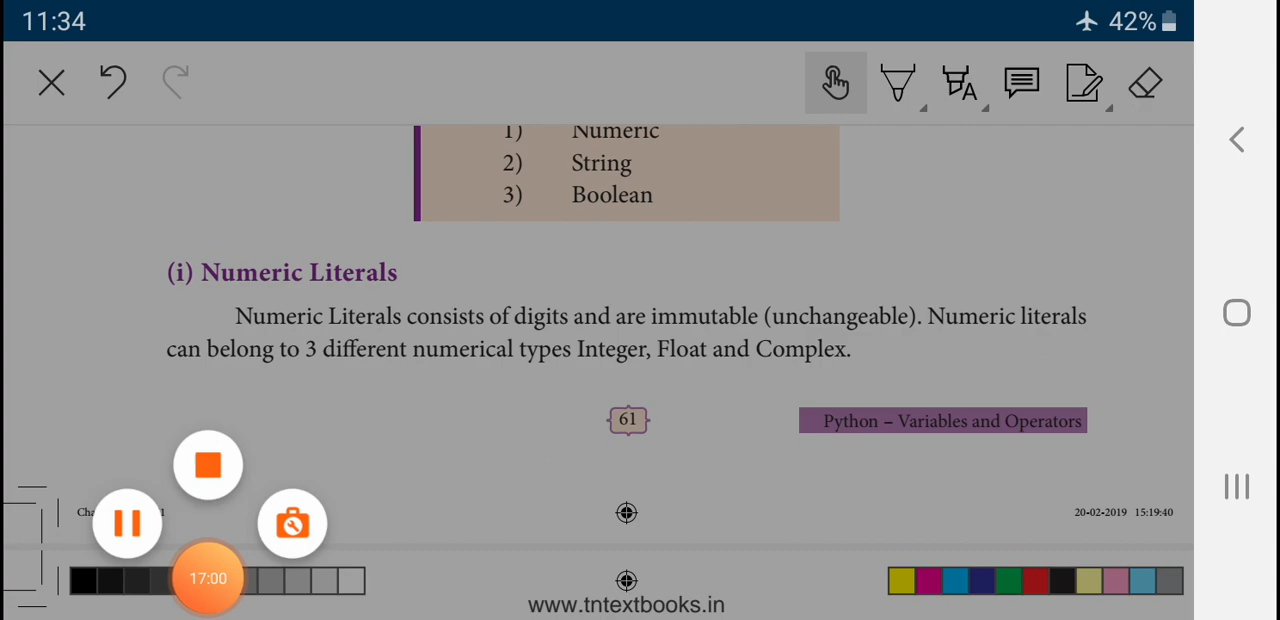 11:34
42%
1) Numeric
2) String
3) Boolean
(i) Numeric Literals
Numeric Literals consists of digits and are immutable (unchangeable). Numeric literals
can belong to 3 different numerical types Integer, Float and Complex.
61
Python – Variables and Operators
20-02-2019 15:19:40
17:00
www.tntextbooks.in